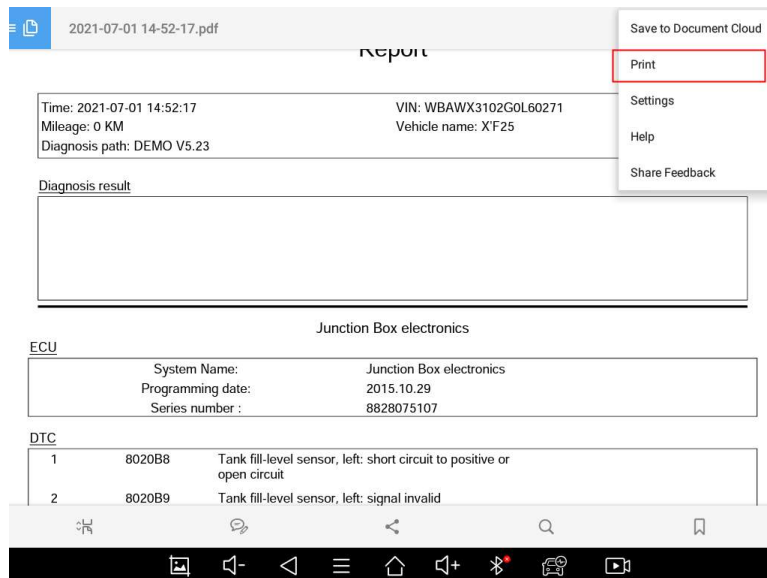 2021-07-01 14-52-17.pdf
Save to Document Cloud
Print
Settings
Help
Share Feedback
Report
Time: 2021-07-01 14:52:17 VIN: WBAWX3102G0L60271
Mileage: 0 KM Vehicle name: X'F25
Diagnosis path: DEMO V5.23
Diagnosis result
Junction Box electronics
ECU
System Name: Junction Box electronics
Programming date: 2015.10.29
Series number : 8828075107
DTC
1 8020B8 Tank fill-level sensor, left: short circuit to positive or
open circuit
2 8020B9 Tank fill-level sensor, left: signal invalid